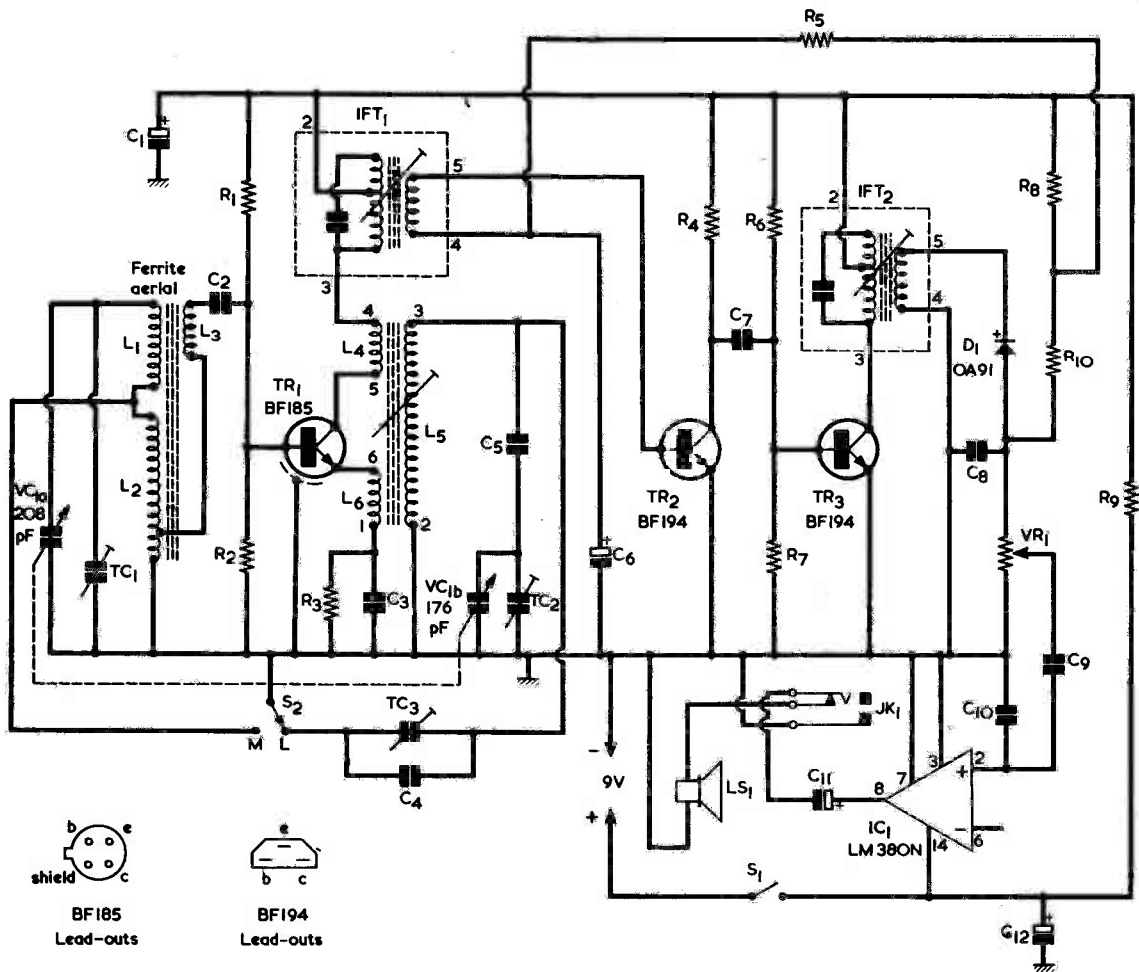 R5
IFT1
2
C1
5
R1
R4
R6
IFT2
2
R8
4
5
3
Ferrite
aerial
C2
L3
4
3
L1
L4
C7
4
D1
OA91
R10
3
5
TR1
BF185
L5
C5
6
C8
L2
L6
TR2
BF194
TR3
BF194
R9
VC1a
208
pF
1
2
C6
VR1
R2
R7
TC1
R3
C3
VC1b
176
pF
TC2
C9
S2
TC3
V
JK1
C10
M
L
−
9V
+
3
2
7
+
C4
LS1
C11
8
+
IC1
LM380N
14
−
6
b
e
shield
c
BF185
Lead-outs
e
b
c
BF194
Lead-outs
S1
C12